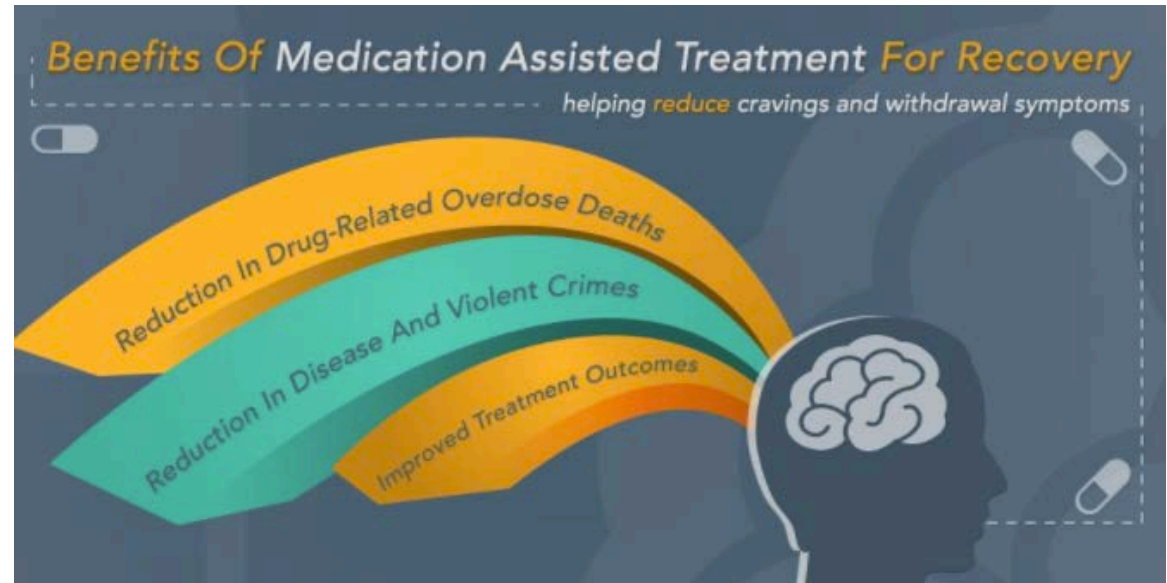 Benefits Of Medication Assisted Treatment For Recovery
helping reduce cravings and withdrawal symptoms
Reduction In Drug-Related Overdose Deaths
Reduction In Disease And Violent Crimes
Improved Treatment Outcomes